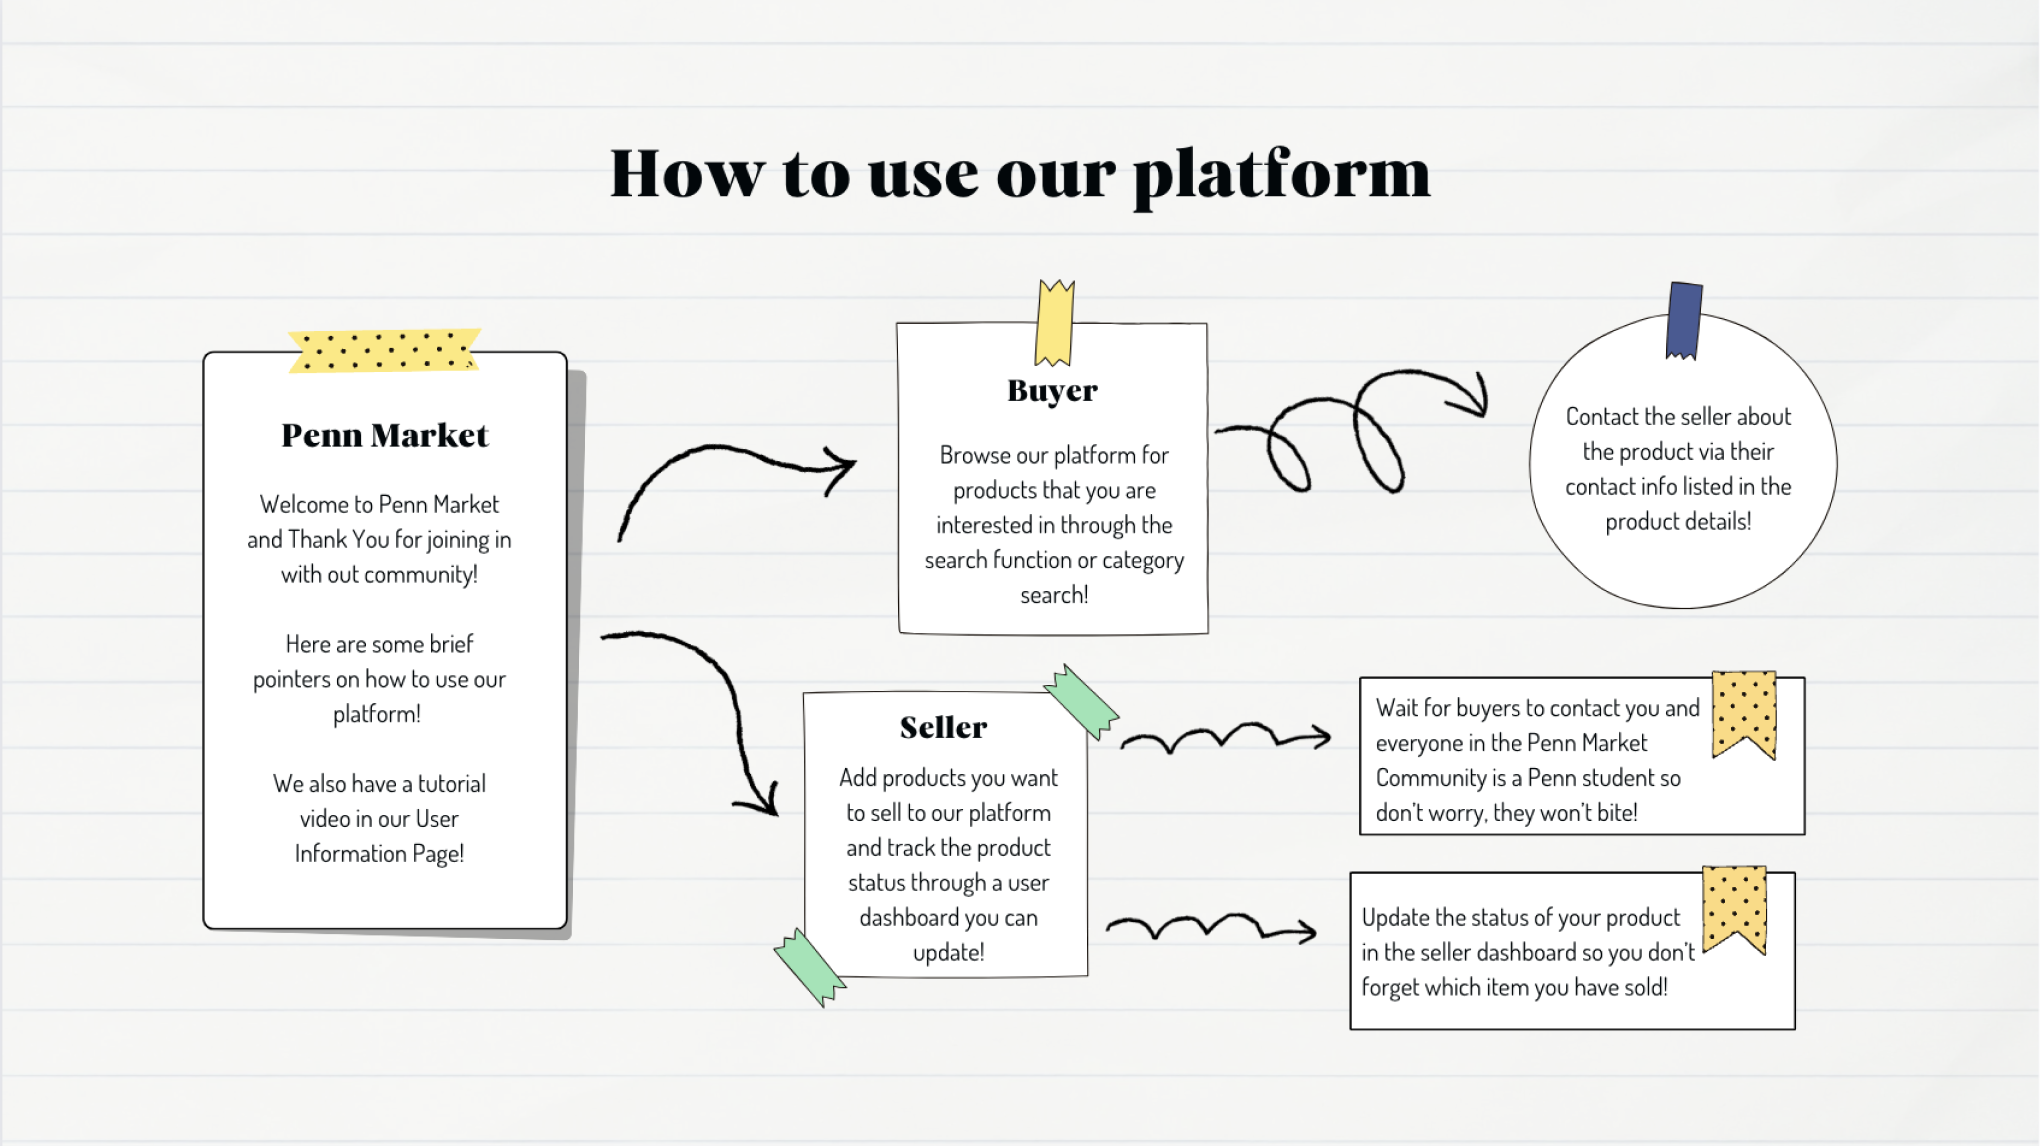 How to use our platform
Penn Market
Welcome to Penn Market
and Thank You for joining in
with out community!
Here are some brief
pointers on how to use our
platform!
We also have a tutorial
video in our User
Information Page!
Buyer
Browse our platform for
products that you are
interested in through the
search function or category
search!
Contact the seller about
the product via their
contact info listed in the
product details!
Seller
Add products you want
to sell to our platform
and track the product
status through a user
dashboard you can
update!
Wait for buyers to contact you and
everyone in the Penn Market
Community is a Penn student so
don't worry, they won't bite!
Update the status of your product
in the seller dashboard so you don't
forget which item you have sold!